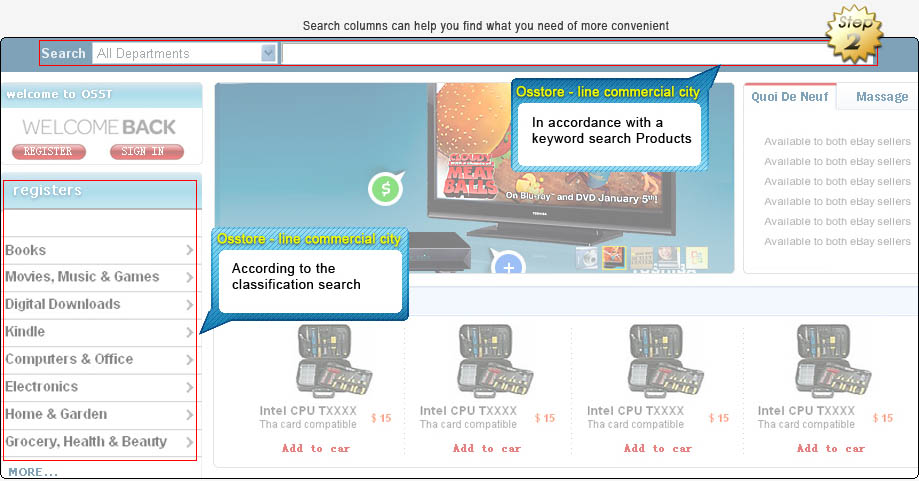 Search columns can help you find what you need of more convenient
Step
2
Search All Departments
welcome to OSST
WELCOME BACK
REGISTER SIGN IN
registers
Books
Movies, Music & Games
Digital Downloads
Kindle
Computers & Office
Electronics
Home & Garden
Grocery, Health & Beauty
MORE...
Osstore - line commercial city
In accordance with a
keyword search Products
CLOUDY
MEAT
BALLS
On Blu-ray and DVD January 5th!
TOSHIBA
Osstore - line commercial city
According to the
classification search
Quoi De Neuf Massage
Available to both eBay sellers
Available to both eBay sellers
Available to both eBay sellers
Available to both eBay sellers
Available to both eBay sellers
Available to both eBay sellers
Intel CPU TXXXX
Tha card compatible
$ 15
Add to car
Intel CPU TXXXX
Tha card compatible
$ 15
Add to car
Intel CPU TXXXX
Tha card compatible
$ 15
Add to car
Intel CPU TXXXX
Tha card compatible
$ 15
Add to car